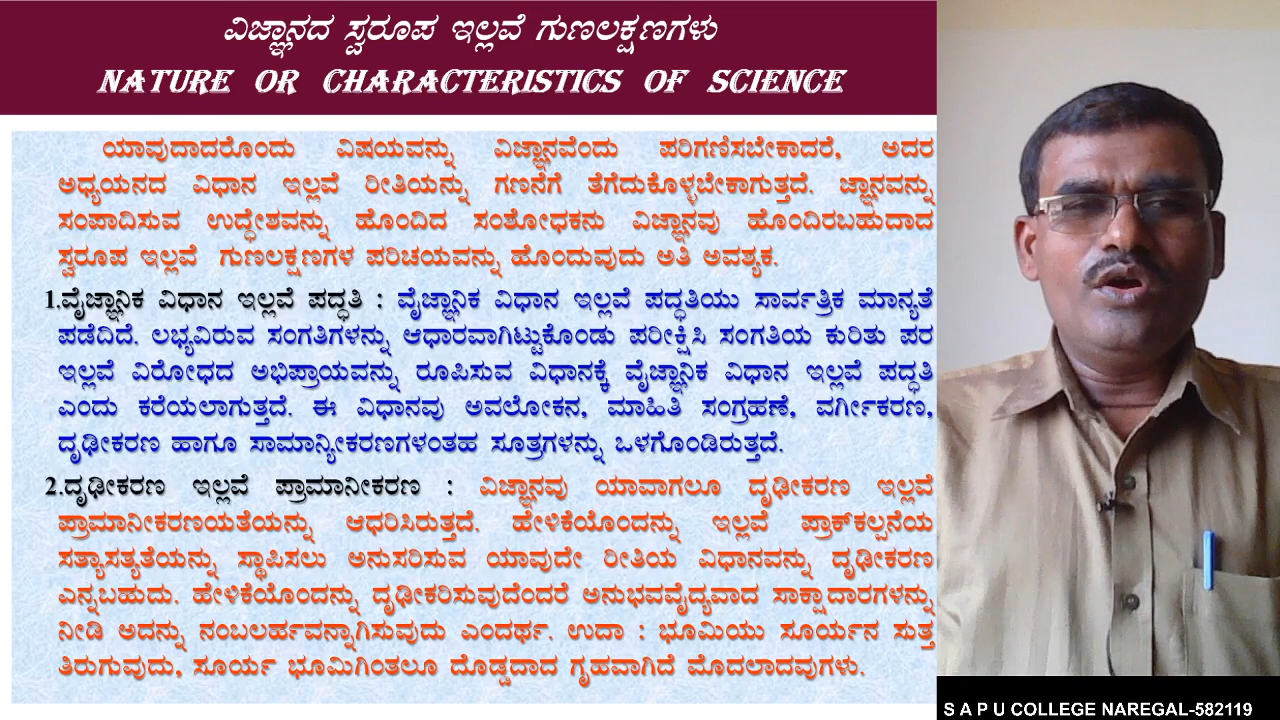 ವಿಜ್ಞಾನದ ಸ್ವರೂಪ ಇಲ್ಲವೆ ಗುಣಲಕ್ಷಣಗಳು
NATURE OR CHARACTERISTICS OF SCIENCE
ಯಾವುದಾದರೊಂದು ವಿಷಯವನ್ನು ವಿಜ್ಞಾನವೆಂದು ಪರಿಗಣಿಸಬೇಕಾದರೆ, ಅದರ
ಅಧ್ಯಯನದ ವಿಧಾನ ಇಲ್ಲವೆ ರೀತಿಯನ್ನು ಗಣನೆಗೆ ತೆಗೆದುಕೊಳ್ಳಬೇಕಾಗುತ್ತದೆ. ಜ್ಞಾನವನ್ನು
ಸಂಪಾದಿಸುವ ಉದ್ದೇಶವನ್ನು ಹೊಂದಿದ ಸಂಶೋಧಕನು ವಿಜ್ಞಾನವು ಹೊಂದಿರಬಹುದಾದ
ಸ್ವರೂಪ ಇಲ್ಲವೆ ಗುಣಲಕ್ಷಣಗಳ ಪರಿಚಯವನ್ನು ಹೊಂದುವುದು ಅತಿ ಅವಶ್ಯಕ.
1.ವೈಜ್ಞಾನಿಕ ವಿಧಾನ ಇಲ್ಲವೆ ಪದ್ಧತಿ : ವೈಜ್ಞಾನಿಕ ವಿಧಾನ ಇಲ್ಲವೆ ಪದ್ಧತಿಯು ಸಾರ್ವತ್ರಿಕ ಮಾನ್ಯತೆ
ಪಡೆದಿದೆ. ಲಭ್ಯವಿರುವ ಸಂಗತಿಗಳನ್ನು ಆಧಾರವಾಗಿಟ್ಟುಕೊಂಡು ಪರೀಕ್ಷಿಸಿ ಸಂಗತಿಯ ಕುರಿತು ಪರ
ಇಲ್ಲವೆ ವಿರೋಧದ ಅಭಿಪ್ರಾಯವನ್ನು ರೂಪಿಸುವ ವಿಧಾನಕ್ಕೆ ವೈಜ್ಞಾನಿಕ ವಿಧಾನ ಇಲ್ಲವೆ ಪದ್ಧತಿ
ಎಂದು ಕರೆಯಲಾಗುತ್ತದೆ. ಈ ವಿಧಾನವು ಅವಲೋಕನ, ಮಾಹಿತಿ ಸಂಗ್ರಹಣೆ, ವರ್ಗೀಕರಣ,
ದೃಢೀಕರಣ ಹಾಗೂ ಸಾಮಾನ್ಯೀಕರಣಗಳಂತಹ ಸೂತ್ರಗಳನ್ನು ಒಳಗೊಂಡಿರುತ್ತದೆ.
2.ದೃಢೀಕರಣ ಇಲ್ಲವೆ ಪ್ರಾಮಾನೀಕರಣ : ವಿಜ್ಞಾನವು ಯಾವಾಗಲೂ ದೃಢೀಕರಣ ಇಲ್ಲವೆ
ಪ್ರಾಮಾನೀಕರಣಯತೆಯನ್ನು ಆಧರಿಸಿರುತ್ತದೆ. ಹೇಳಿಕೆಯೊಂದನ್ನು ಇಲ್ಲವೆ ಪ್ರಾಕ್‌ಕಲ್ಪನೆಯ
ಸತ್ಯಾಸತ್ಯತೆಯನ್ನು ಸ್ಥಾಪಿಸಲು ಅನುಸರಿಸುವ ಯಾವುದೇ ರೀತಿಯ ವಿಧಾನವನ್ನು ದೃಢೀಕರಣ
ಎನ್ನಬಹುದು. ಹೇಳಿಕೆಯೊಂದನ್ನು ದೃಢೀಕರಿಸುವುದೆಂದರೆ ಅನುಭವವೈದ್ಯವಾದ ಸಾಕ್ಷಾದಾರಗಳನ್ನು
ನೀಡಿ ಅದನ್ನು ನಂಬಲರ್ಹವನ್ನಾಗಿಸುವುದು ಎಂದರ್ಥ. ಉದಾ : ಭೂಮಿಯು ಸೂರ್ಯನ ಸುತ್ತ
ತಿರುಗುವುದು, ಸೂರ್ಯ ಭೂಮಿಗಿಂತಲೂ ದೊಡ್ಡದಾದ ಗೃಹವಾಗಿದೆ ಮೊದಲಾದವುಗಳು.
S A P U COLLEGE NAREGAL-582119